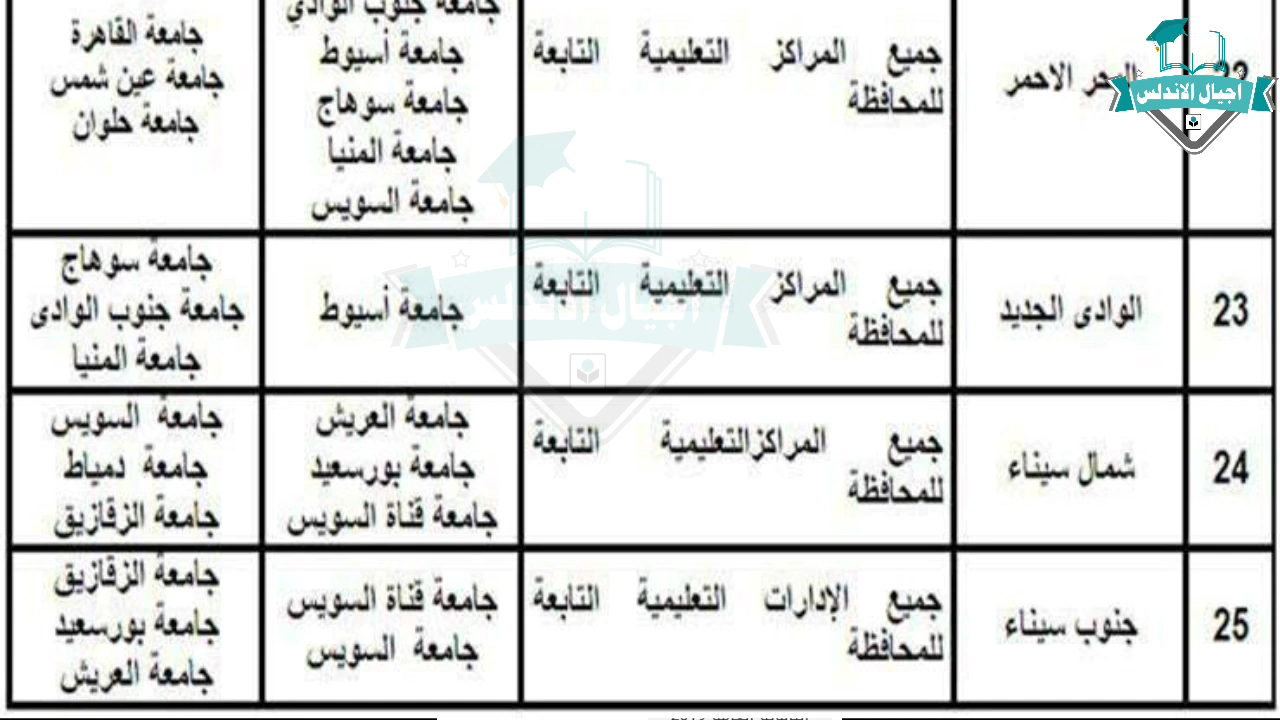 جامعة جنوب الوادي
جامعة القاهرة
جميع المراكز التعليمية التابعة
جامعة أسيوط
جامعة عين شمس
البحر الاحمر
للمحافظة
جامعة سوهاج
جامعة حلوان
جامعة المنيا
جامعة السويس
اجيال الاندلس
23
الوادى الجديد
جميع المراكز التعليمية التابعة
للمحافظة
جامعة أسيوط
جامعة سوهاج
جامعة جنوب الوادى
جامعة المنيا
اجيال الاندلس
24
شمال سيناء
جميع المراكزالتعليمية التابعة
للمحافظة
جامعة العريش
جامعة بورسعيد
جامعة قناة السويس
جامعة السويس
جامعة دمياط
جامعة الزقازيق
25
جنوب سيناء
جميع الإدارات التعليمية التابعة
للمحافظة
جامعة قناة السويس
جامعة السويس
جامعة الزقازيق
جامعة بورسعيد
جامعة العريش